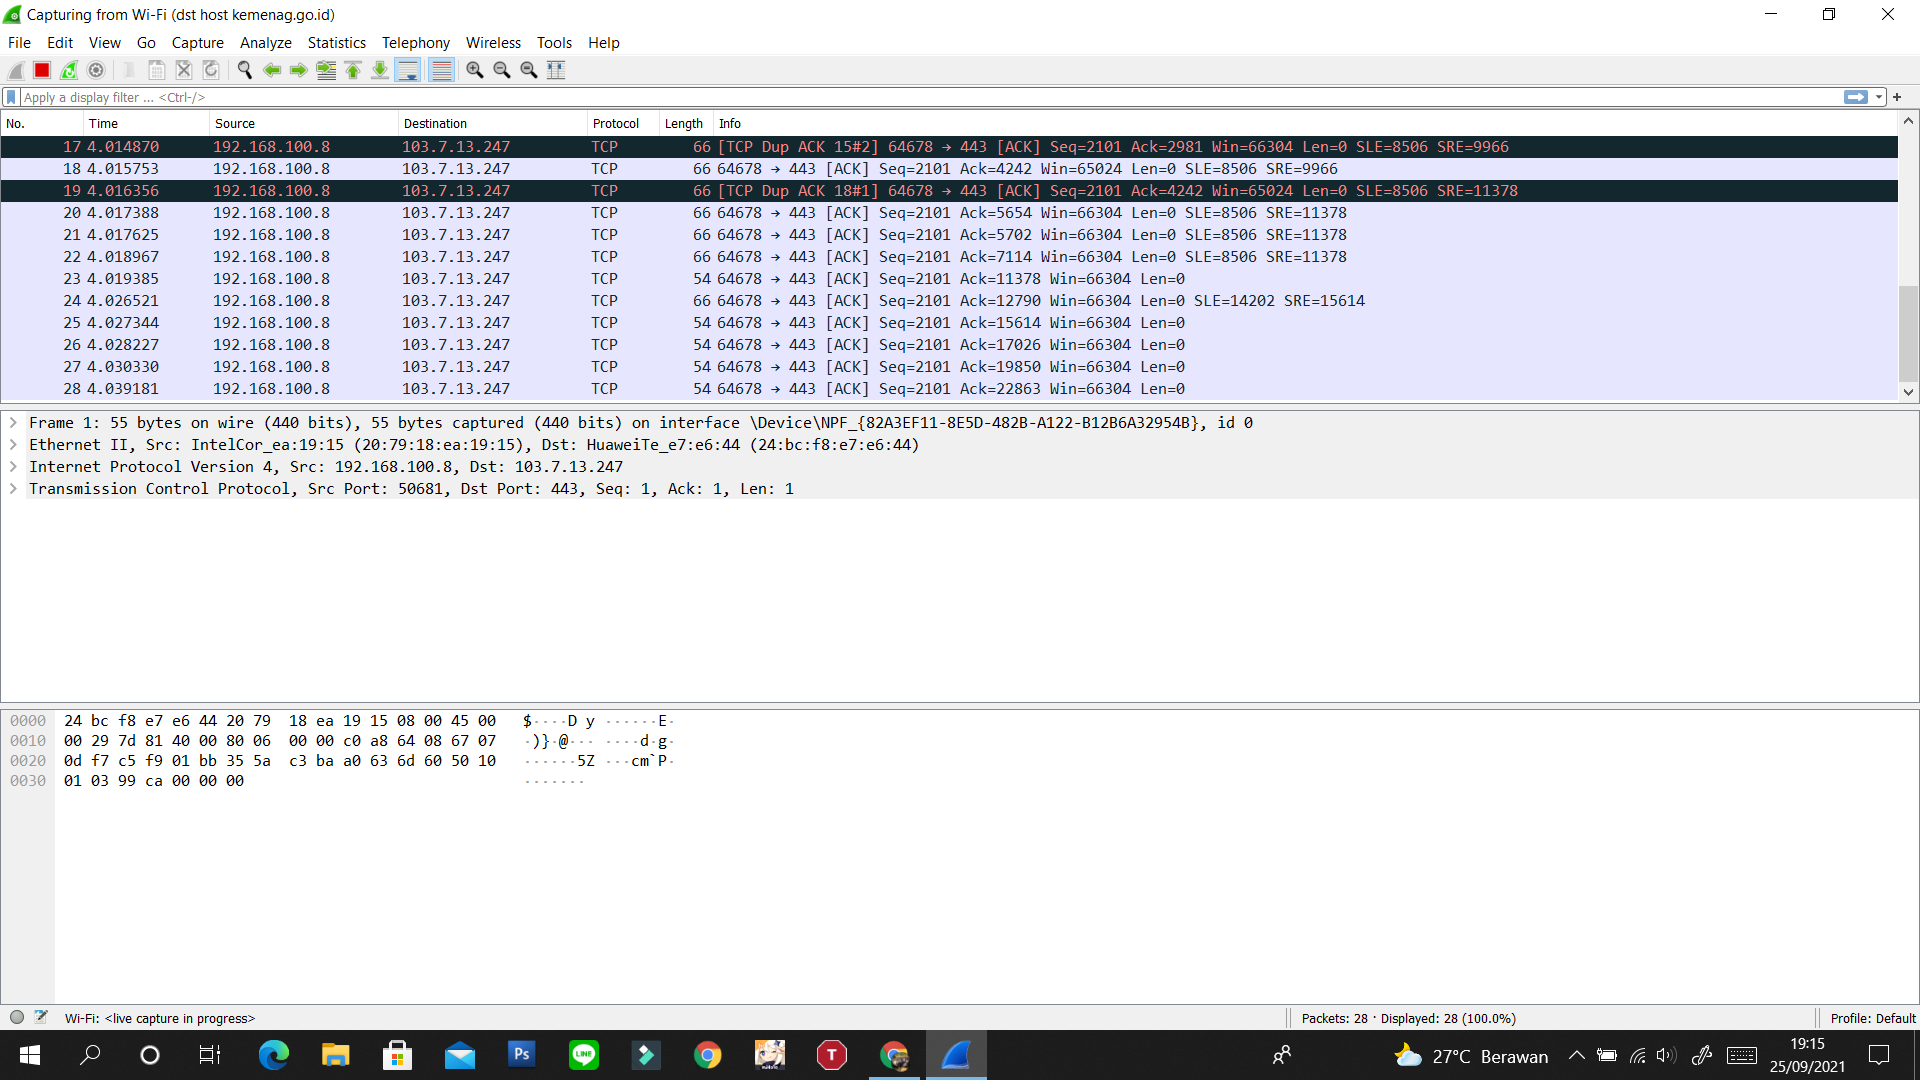 Capturing from Wi-Fi (dst host kemenag.go.id)
File Edit View Go Capture Analyze Statistics Telephony Wireless Tools Help
Apply a display filter ... <Ctrl-/>
No. Time Source Destination Protocol Length Info
17 4.014870 192.168.100.8 103.7.13.247 TCP 66 [TCP Dup ACK 15#2] 64678 → 443 [ACK] Seq=2101 Ack=2981 Win=66304 Len=0 SLE=8506 SRE=9966
18 4.015753 192.168.100.8 103.7.13.247 TCP 66 64678 → 443 [ACK] Seq=2101 Ack=4242 Win=65024 Len=0 SLE=8506 SRE=9966
19 4.016356 192.168.100.8 103.7.13.247 TCP 66 [TCP Dup ACK 18#1] 64678 → 443 [ACK] Seq=2101 Ack=4242 Win=65024 Len=0 SLE=8506 SRE=11378
20 4.017388 192.168.100.8 103.7.13.247 TCP 66 64678 → 443 [ACK] Seq=2101 Ack=5654 Win=66304 Len=0 SLE=8506 SRE=11378
21 4.017625 192.168.100.8 103.7.13.247 TCP 66 64678 → 443 [ACK] Seq=2101 Ack=5702 Win=66304 Len=0 SLE=8506 SRE=11378
22 4.018967 192.168.100.8 103.7.13.247 TCP 66 64678 → 443 [ACK] Seq=2101 Ack=7114 Win=66304 Len=0 SLE=8506 SRE=11378
23 4.019385 192.168.100.8 103.7.13.247 TCP 54 64678 → 443 [ACK] Seq=2101 Ack=11378 Win=66304 Len=0
24 4.026521 192.168.100.8 103.7.13.247 TCP 66 64678 → 443 [ACK] Seq=2101 Ack=12790 Win=66304 Len=0 SLE=14202 SRE=15614
25 4.027344 192.168.100.8 103.7.13.247 TCP 54 64678 → 443 [ACK] Seq=2101 Ack=15614 Win=66304 Len=0
26 4.028227 192.168.100.8 103.7.13.247 TCP 54 64678 → 443 [ACK] Seq=2101 Ack=17026 Win=66304 Len=0
27 4.030330 192.168.100.8 103.7.13.247 TCP 54 64678 → 443 [ACK] Seq=2101 Ack=19850 Win=66304 Len=0
28 4.039181 192.168.100.8 103.7.13.247 TCP 54 64678 → 443 [ACK] Seq=2101 Ack=22863 Win=66304 Len=0
Frame 1: 55 bytes on wire (440 bits), 55 bytes captured (440 bits) on interface \Device\NPF_{82A3EF11-8E5D-482B-A122-B12B6A32954B}, id 0
Ethernet II, Src: IntelCor_ea:19:15 (20:79:18:ea:19:15), Dst: HuaweiTe_e7:e6:44 (24:bc:f8:e7:e6:44)
Internet Protocol Version 4, Src: 192.168.100.8, Dst: 103.7.13.247
Transmission Control Protocol, Src Port: 50681, Dst Port: 443, Seq: 1, Ack: 1, Len: 1
0000 24 bc f8 e7 e6 44 20 79 18 ea 19 15 08 00 45 00 $····D y ······E·
0010 00 29 7d 81 40 00 80 06 00 00 c0 a8 64 08 67 07 ·)}·@··· ····d·g·
0020 0d f7 c5 f9 01 bb 35 5a c3 ba a0 63 6d 60 50 10 ······5Z ···cm`P·
0030 01 03 99 ca 00 00 00 ·······
Wi-Fi: <live capture in progress> Packets: 28 · Displayed: 28 (100.0%) Profile: Default
Ps
LINE
T
27°C Berawan
19:15
25/09/2021